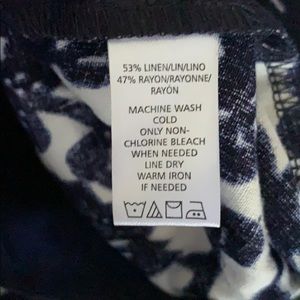 53% LINEN/LIN/LINO
47% RAYON/RAYONNE/
RAYÓN
MACHINE WASH
COLD
ONLY NON-
CHLORINE BLEACH
WHEN NEEDED
LINE DRY
WARM IRON
IF NEEDED